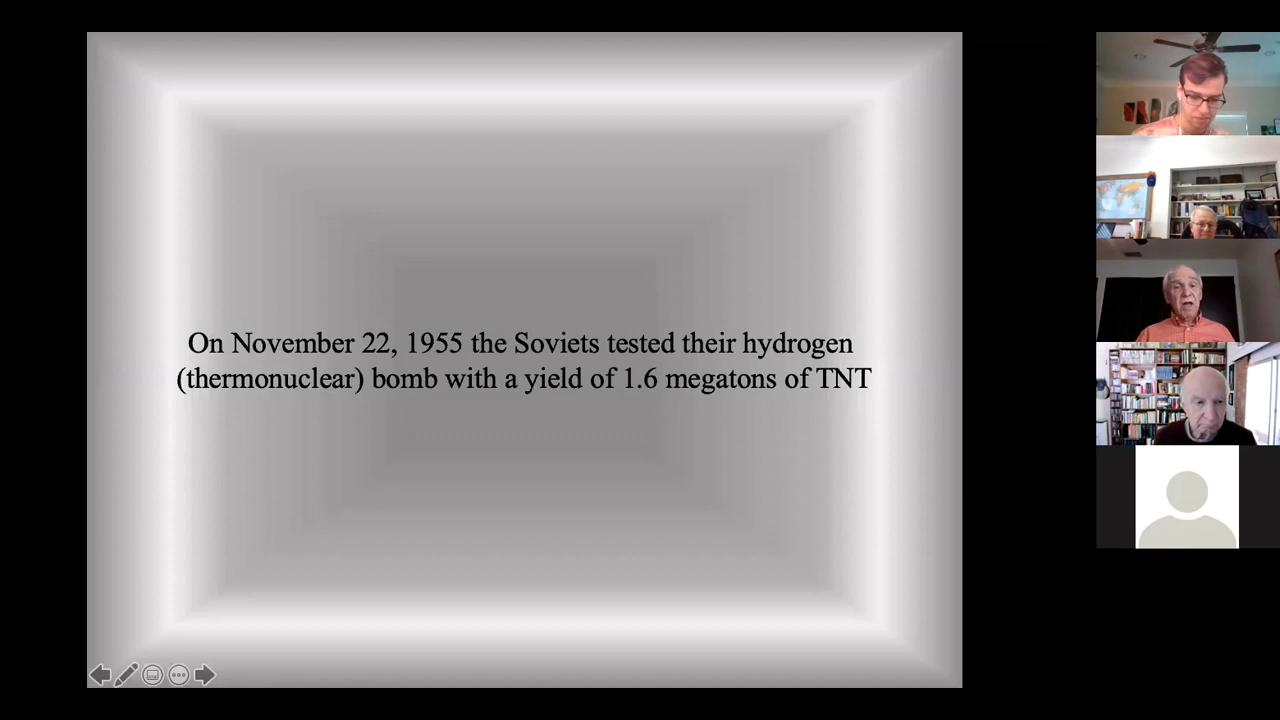 On November 22, 1955 the Soviets tested their hydrogen
(thermonuclear) bomb with a yield of 1.6 megatons of TNT